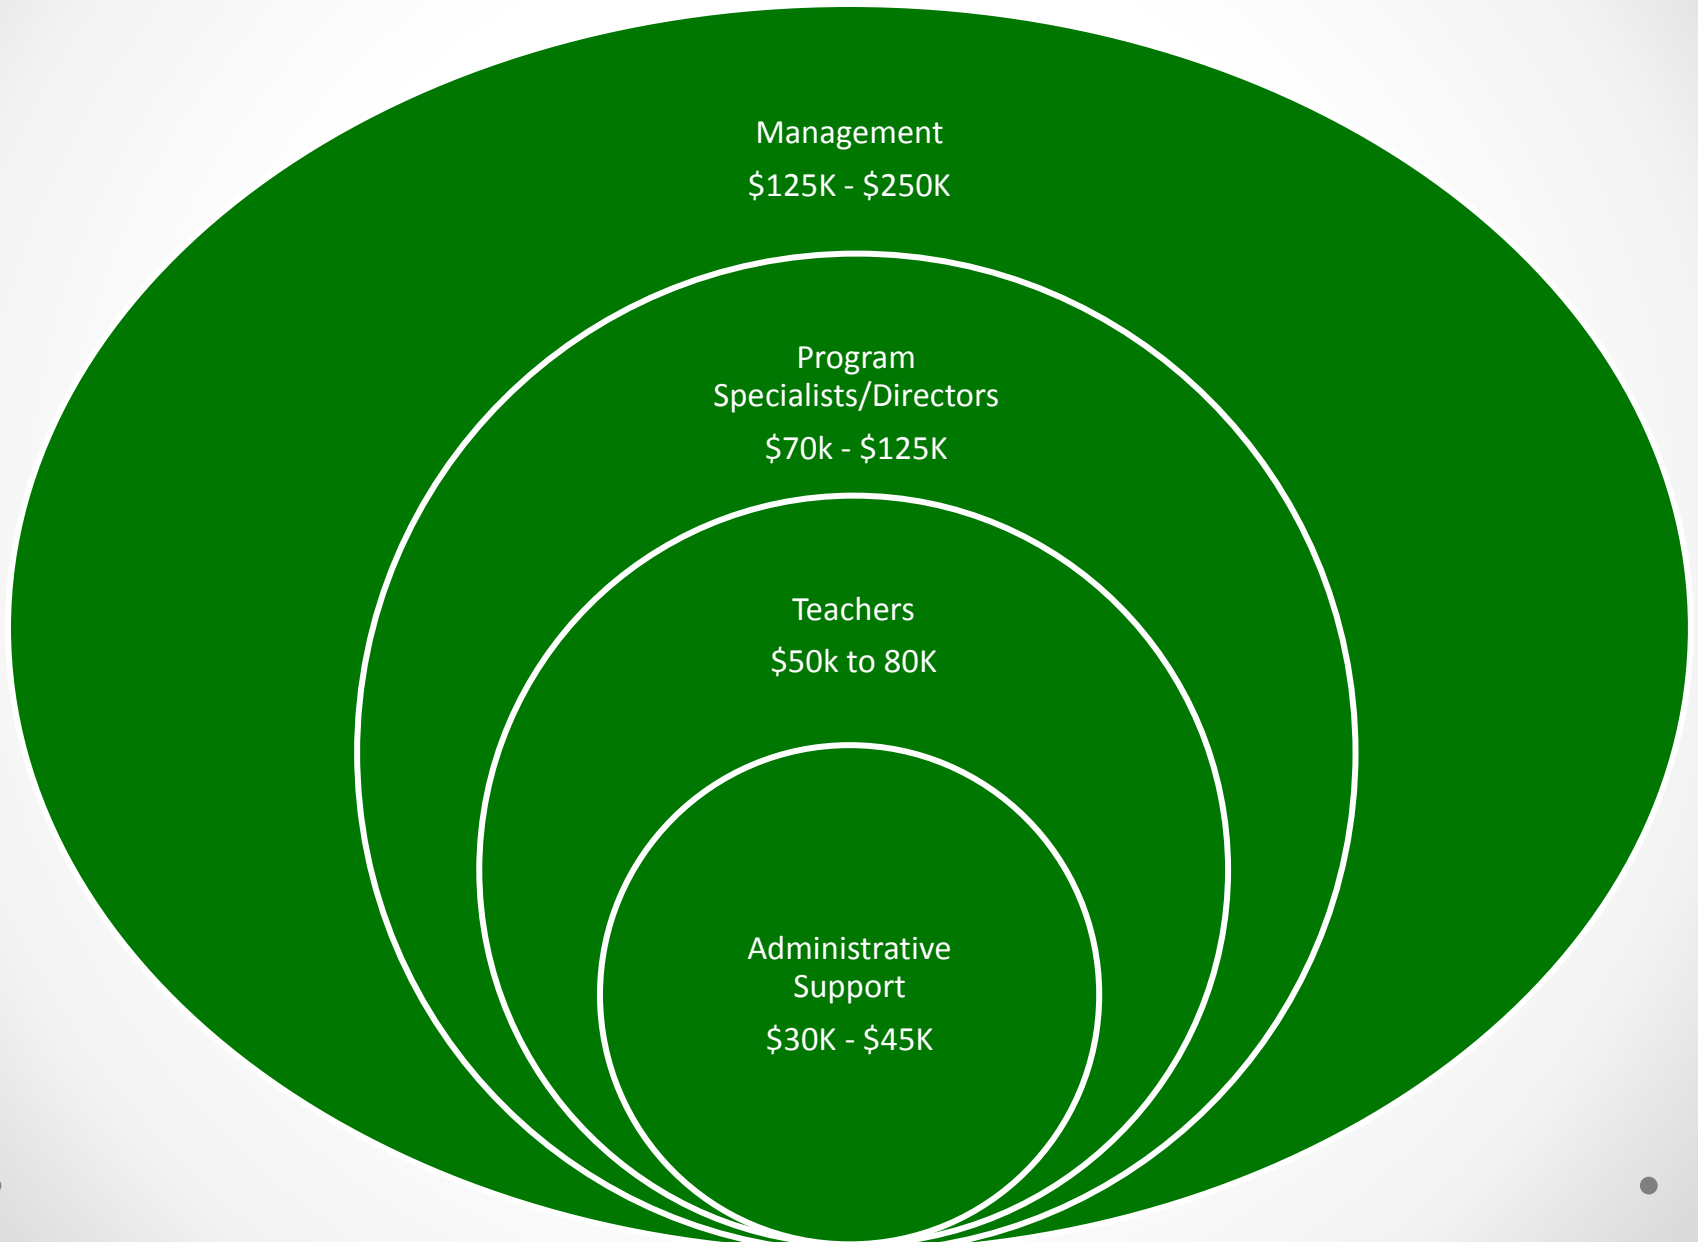 Management
$125K - $250K
Program
Specialists/Directors
$70k - $125K
Teachers
$50k to 80K
Administrative
Support
$30K - $45K